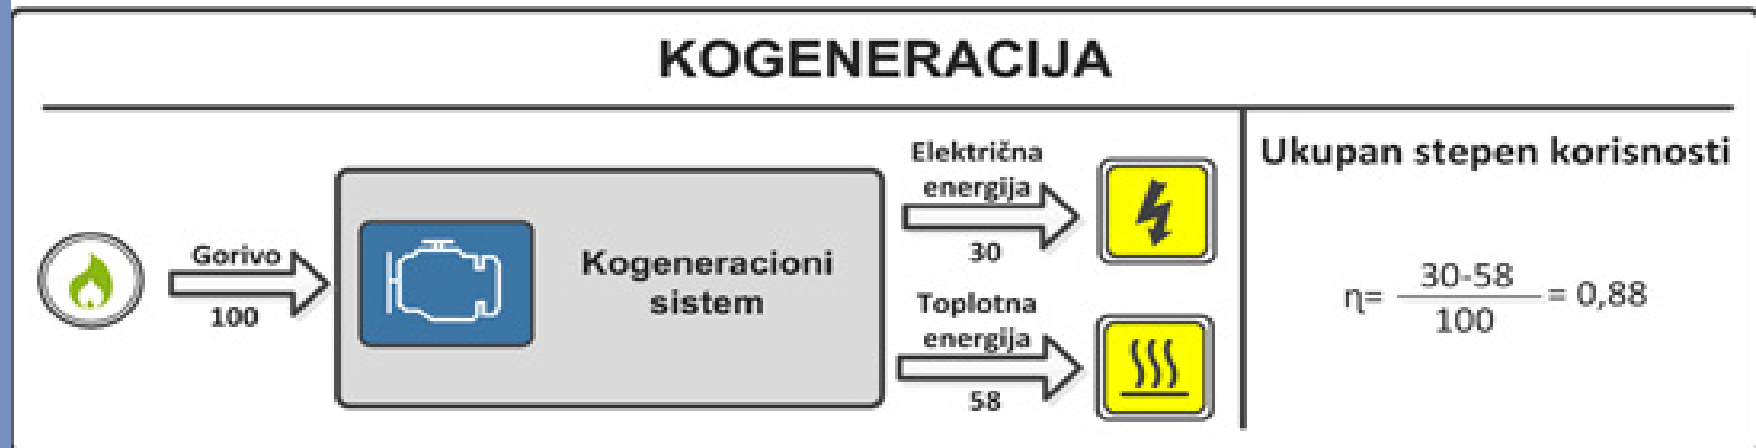 KOGENERACIJA
Gorivo
100
Kogeneracioni
sistem
Električna
energija
30
Toplotna
energija
58
Ukupan stepen korisnosti
η= 30-58 / 100 = 0,88